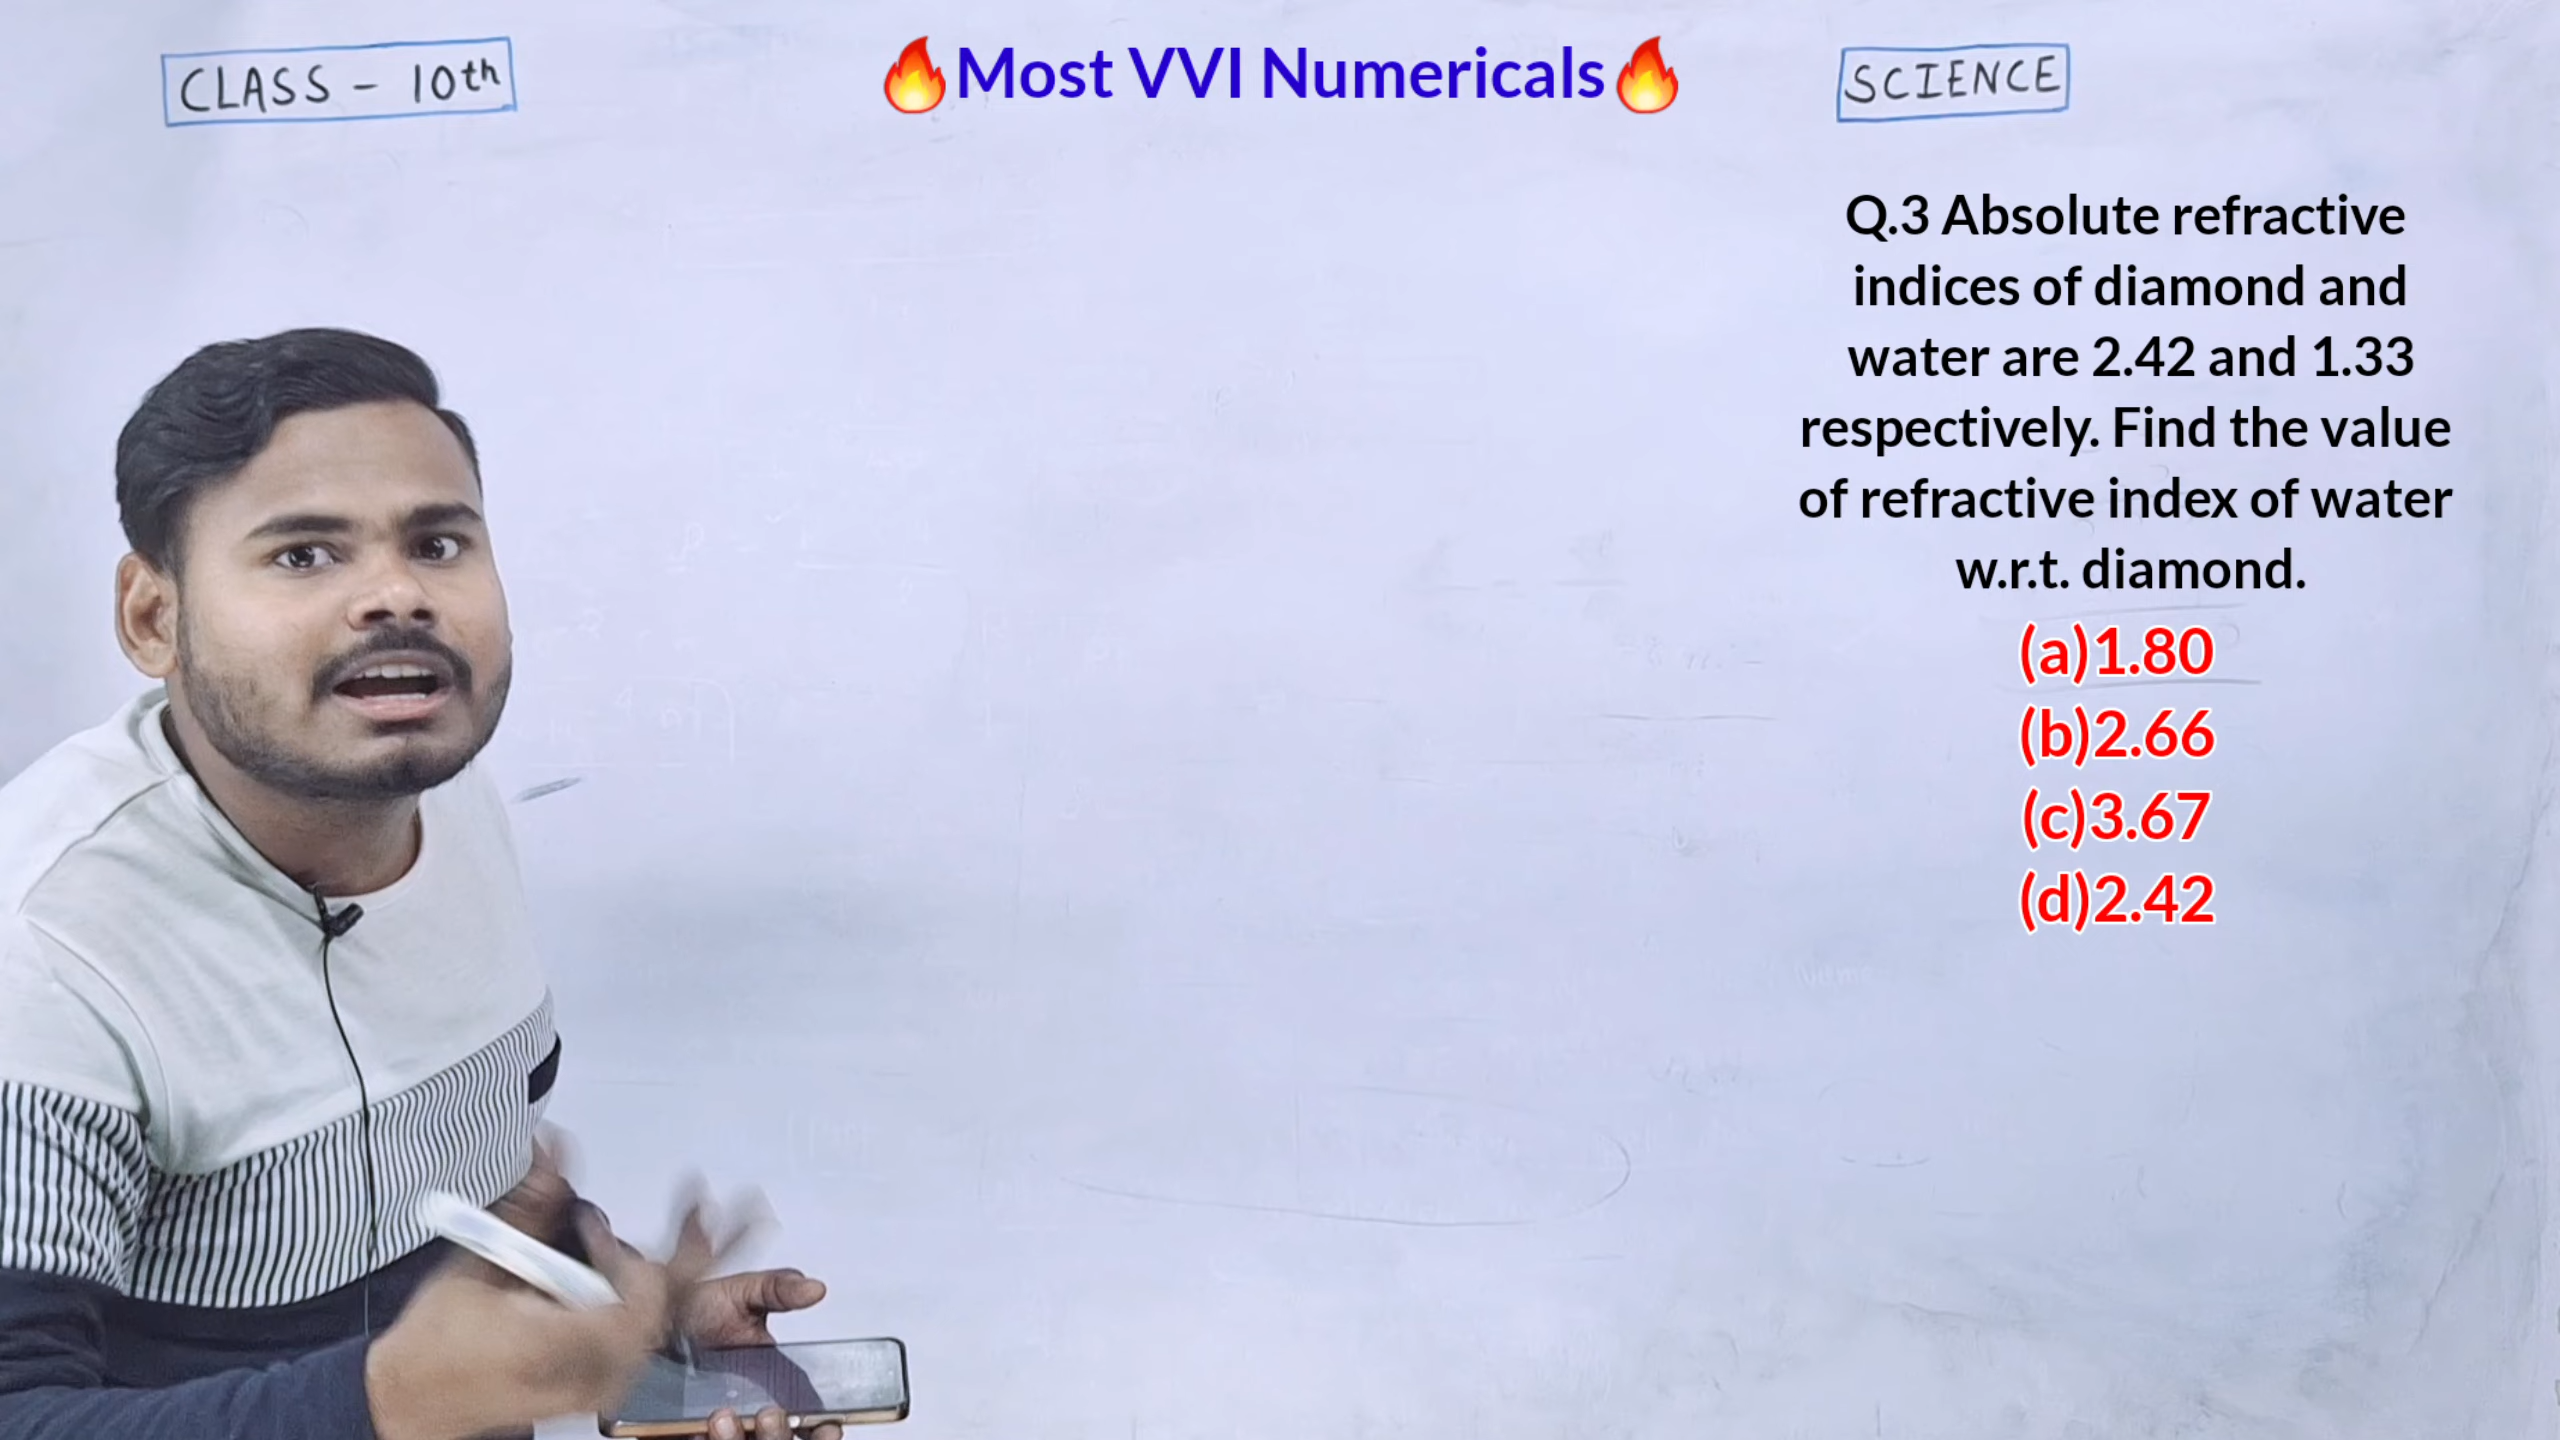 CLASS - 10th
🔥Most VVI Numericals🔥
SCIENCE
Q.3 Absolute refractive
indices of diamond and
water are 2.42 and 1.33
respectively. Find the value
of refractive index of water
w.r.t. diamond.
(a)1.80
(b)2.66
(c)3.67
(d)2.42